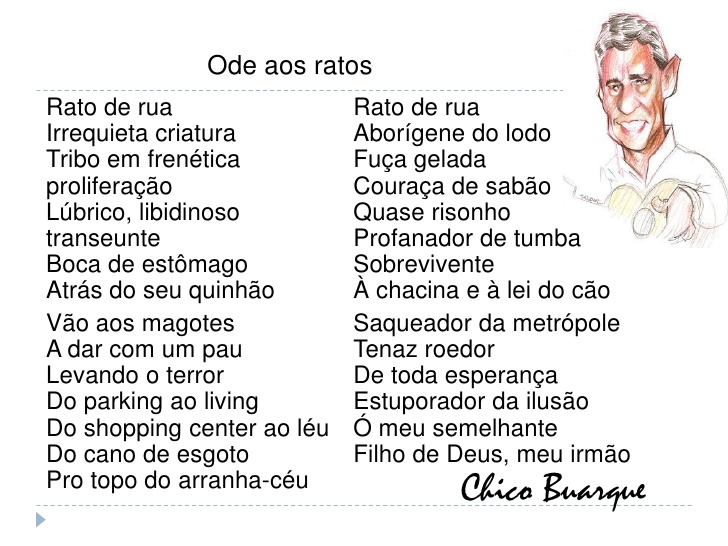 Ode aos ratos
Rato de rua
Irrequieta criatura
Tribo em frenética
proliferação
Lúbrico, libidinoso
transeunte
Boca de estômago
Atrás do seu quinhão
Vão aos magotes
A dar com um pau
Levando o terror
Do parking ao living
Do shopping center ao léu
Do cano de esgoto
Pro topo do arranha-céu
Rato de rua
Aborígene do lodo
Fuça gelada
Couraça de sabão
Quase risonho
Profanador de tumba
Sobrevivente
À chacina e à lei do cão
Saqueador da metrópole
Tenaz roedor
De toda esperança
Estuporador da ilusão
Ó meu semelhante
Filho de Deus, meu irmão
Chico Buarque